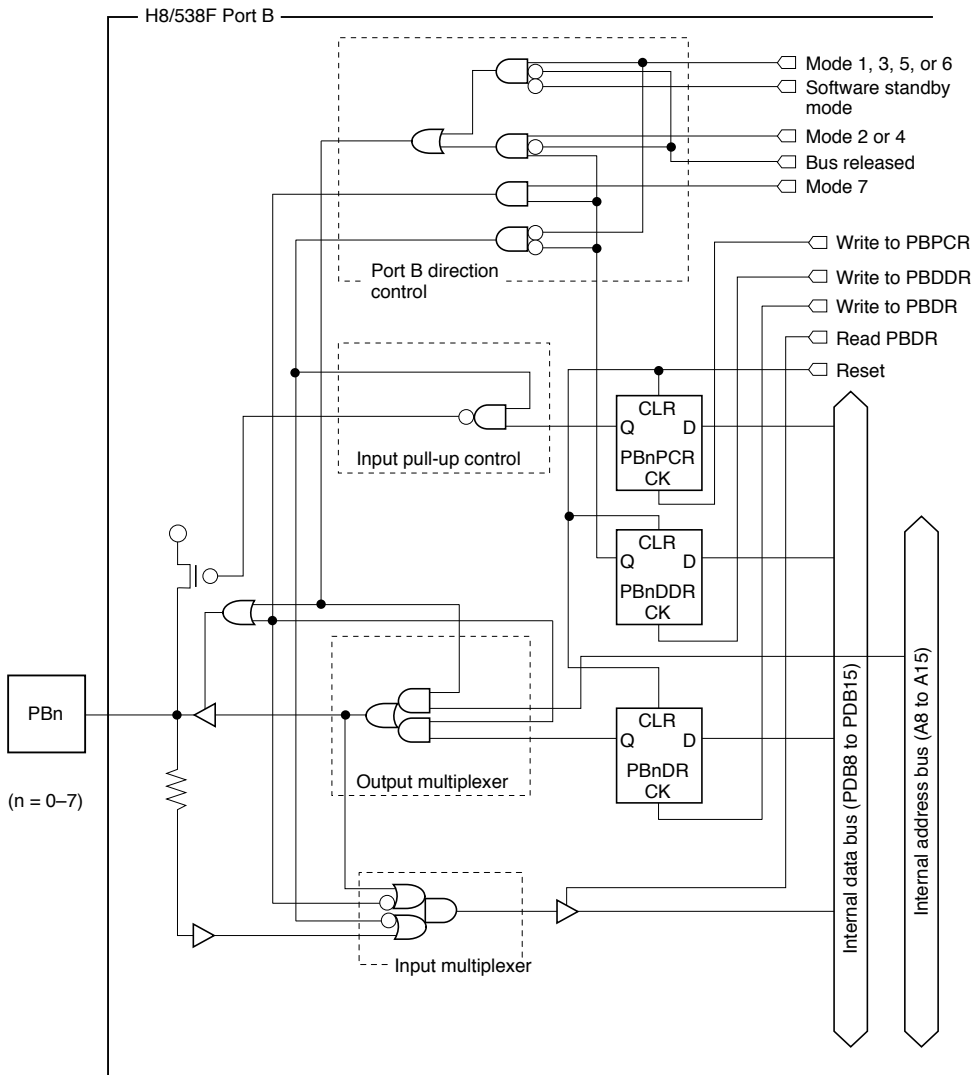 H8/538F Port B
Mode 1, 3, 5, or 6
Software standby
mode
Mode 2 or 4
Bus released
Mode 7
Port B direction
control
Write to PBPCR
Write to PBDDR
Write to PBDR
Read PBDR
Reset
Input pull-up control
CLR
Q D
PBnPCR
CK
CLR
Q D
PBnDDR
CK
CLR
Q D
PBnDR
CK
PBn
(n = 0–7)
Output multiplexer
Input multiplexer
Internal data bus (PDB8 to PDB15)
Internal address bus (A8 to A15)